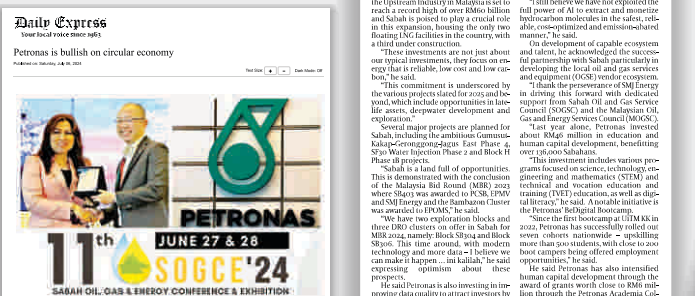 Daily Express
Your local voice since 1963
Petronas is bullish on circular economy
Published on: Saturday, July 06, 2024
Text Size: + - Dark Mode: Off
PETRONAS
11th
JUNE 27 & 28
SOGCE'24
SABAH OIL, GAS & ENERGY CONFERENCE & EXHIBITION
the Upstream Industry in Malaysia is set to
reach a record high of over RM60 billion
and Sabah is poised to play a crucial role
in this expansion, housing the only two
floating LNG facilities in the country, with
a third under construction.
"These investments are not just about
our typical investments, they focus on en-
ergy that is reliable, low cost and low car-
bon," he said.
"This commitment is underscored by
the various projects slated for 2025 and be-
yond, which include opportunities in late-
life assets, deepwater development and
exploration."
Several major projects are planned for
Sabah, including the ambitious Gumusut-
Kakap-Geronggong-Jagus East Phase 4,
SF30 Water Injection Phase 2 and Block H
Phase 1B projects.
"Sabah is a land full of opportunities.
This is demonstrated with the conclusion
of the Malaysia Bid Round (MBR) 2023
where SB403 was awarded to PCSB, EPMV
and SMJ Energy and the Bambazon Cluster
was awarded to EPOMS," he said.
"We have two exploration blocks and
three DRO clusters on offer in Sabah for
MBR 2024, namely: Block SB304 and Block
SB306. This time around, with modern
technology and more data – I believe we
can make it happen ... ini kalilah," he said
expressing optimism about these
prospects.
He said Petronas is also investing in im-
proving data quality to attract investors by
"I still believe we have not exploited the
full power of AI to extract and monetize
hydrocarbon molecules in the safest, reli-
able, cost-optimized and emission-abated
manner," he said.
On development of capable ecosystem
and talent, he acknowledged the success-
ful partnership with Sabah particularly in
developing the local oil and gas services
and equipment (OGSE) vendor ecosystem.
"I thank the perseverance of SMJ Energy
in driving this forward with dedicated
support from Sabah Oil and Gas Service
Council (SOGSC) and the Malaysian Oil,
Gas and Energy Services Council (MOGSC).
"Last year alone, Petronas invested
about RM46 million in education and
human capital development, benefitting
over 136,000 Sabahans.
"This investment includes various pro-
grams focused on science, technology, en-
gineering and mathematics (STEM) and
technical and vocation education and
training (TVET) education, as well as digi-
tal literacy," he said. A notable initiative is
the Petronas' BeDigital Bootcamp.
"Since the first bootcamp at UiTM KK in
2022, Petronas has successfully rolled out
seven cohorts nationwide – upskilling
more than 500 students, with close to 200
boot campers being offered employment
opportunities," he said.
He said Petronas has also intensified
human capital development through the
award of grants worth close to RM6 mil-
lion through the Petronas Academia Col-